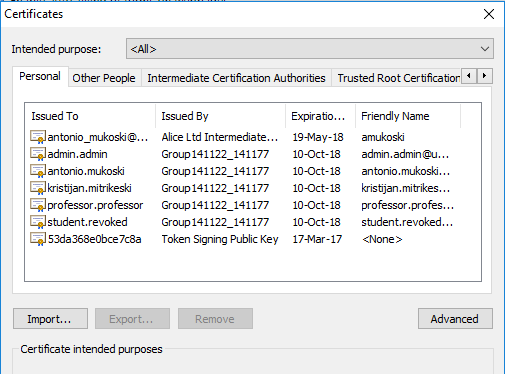 Certificates
Intended purpose: <All>
Personal Other People Intermediate Certification Authorities Trusted Root Certification
Issued To Issued By Expiratio... Friendly Name
antonio_mukoski@... Alice Ltd Intermediate... 19-May-18 amukoski
admin.admin Group141122_141177 10-Oct-18 admin.admin@u...
antonio.mukoski Group141122_141177 10-Oct-18 antonio.mukoski...
kristijan.mitrikeski Group141122_141177 10-Oct-18 kristijan.mitrikes...
professor.professor Group141122_141177 10-Oct-18 professor.profes...
student.revoked Group141122_141177 10-Oct-18 student.revoked...
53da368e0bce7c8a Token Signing Public Key 17-Mar-17 <None>
Import... Export... Remove Advanced
Certificate intended purposes